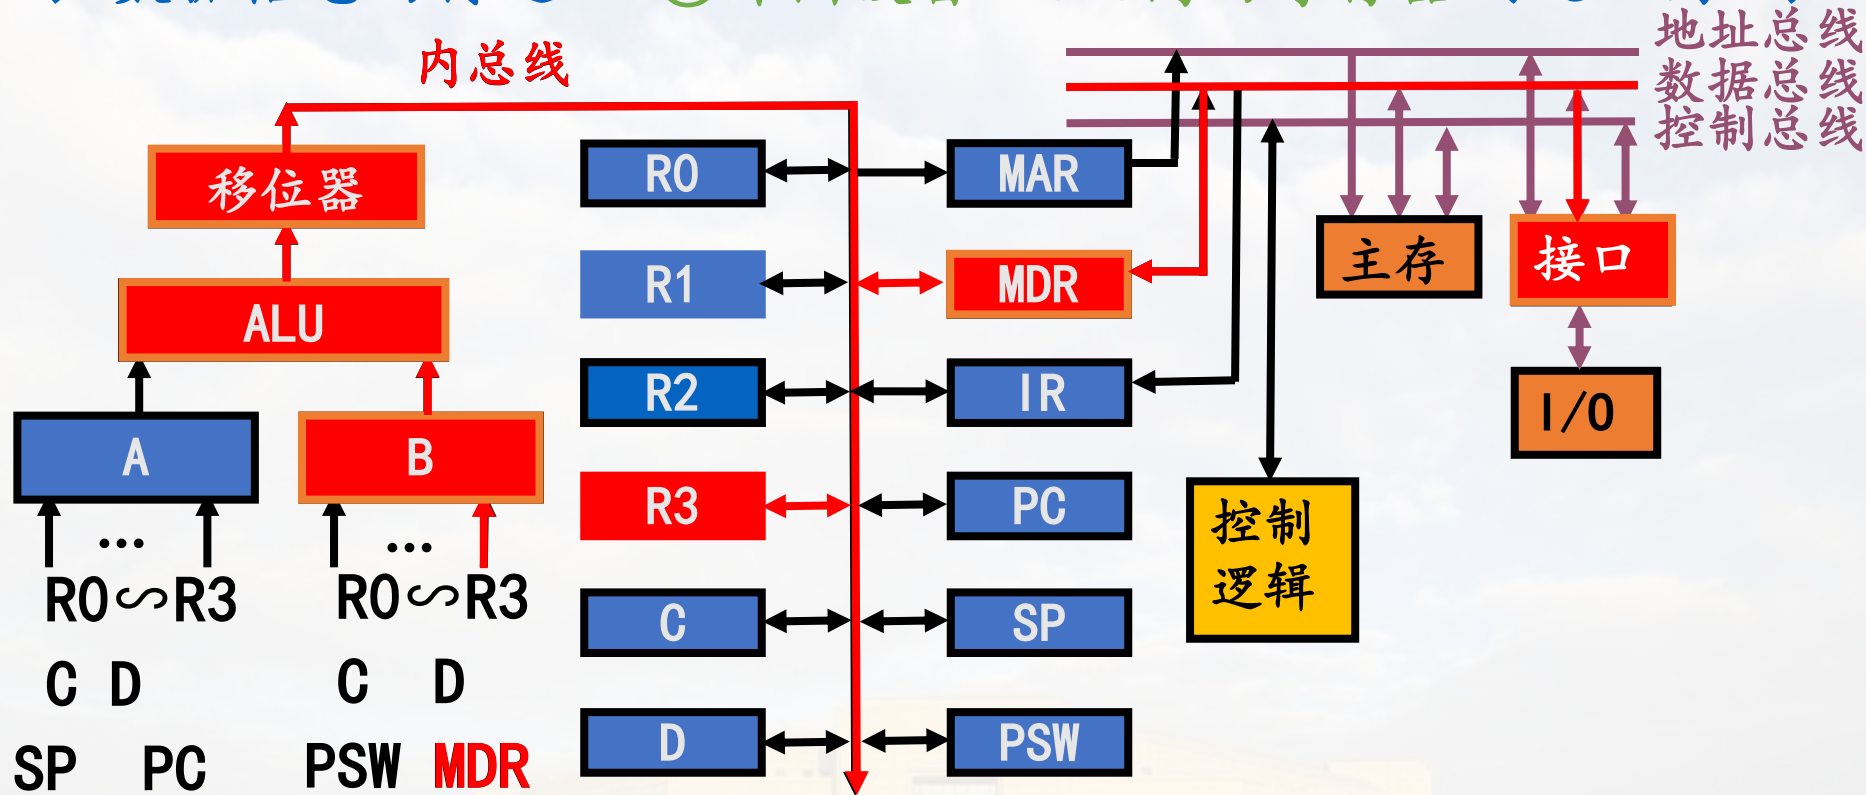 地址总线
内总线
数据总线
控制总线
移位器
R0
MAR
主存
接口
R1
MDR
ALU
R2
IR
I/O
A
B
R3
PC
控制
逻辑
...
...
R0∽R3
R0∽R3
C
SP
C D
C D
D
PSW
SP PC
PSW MDR